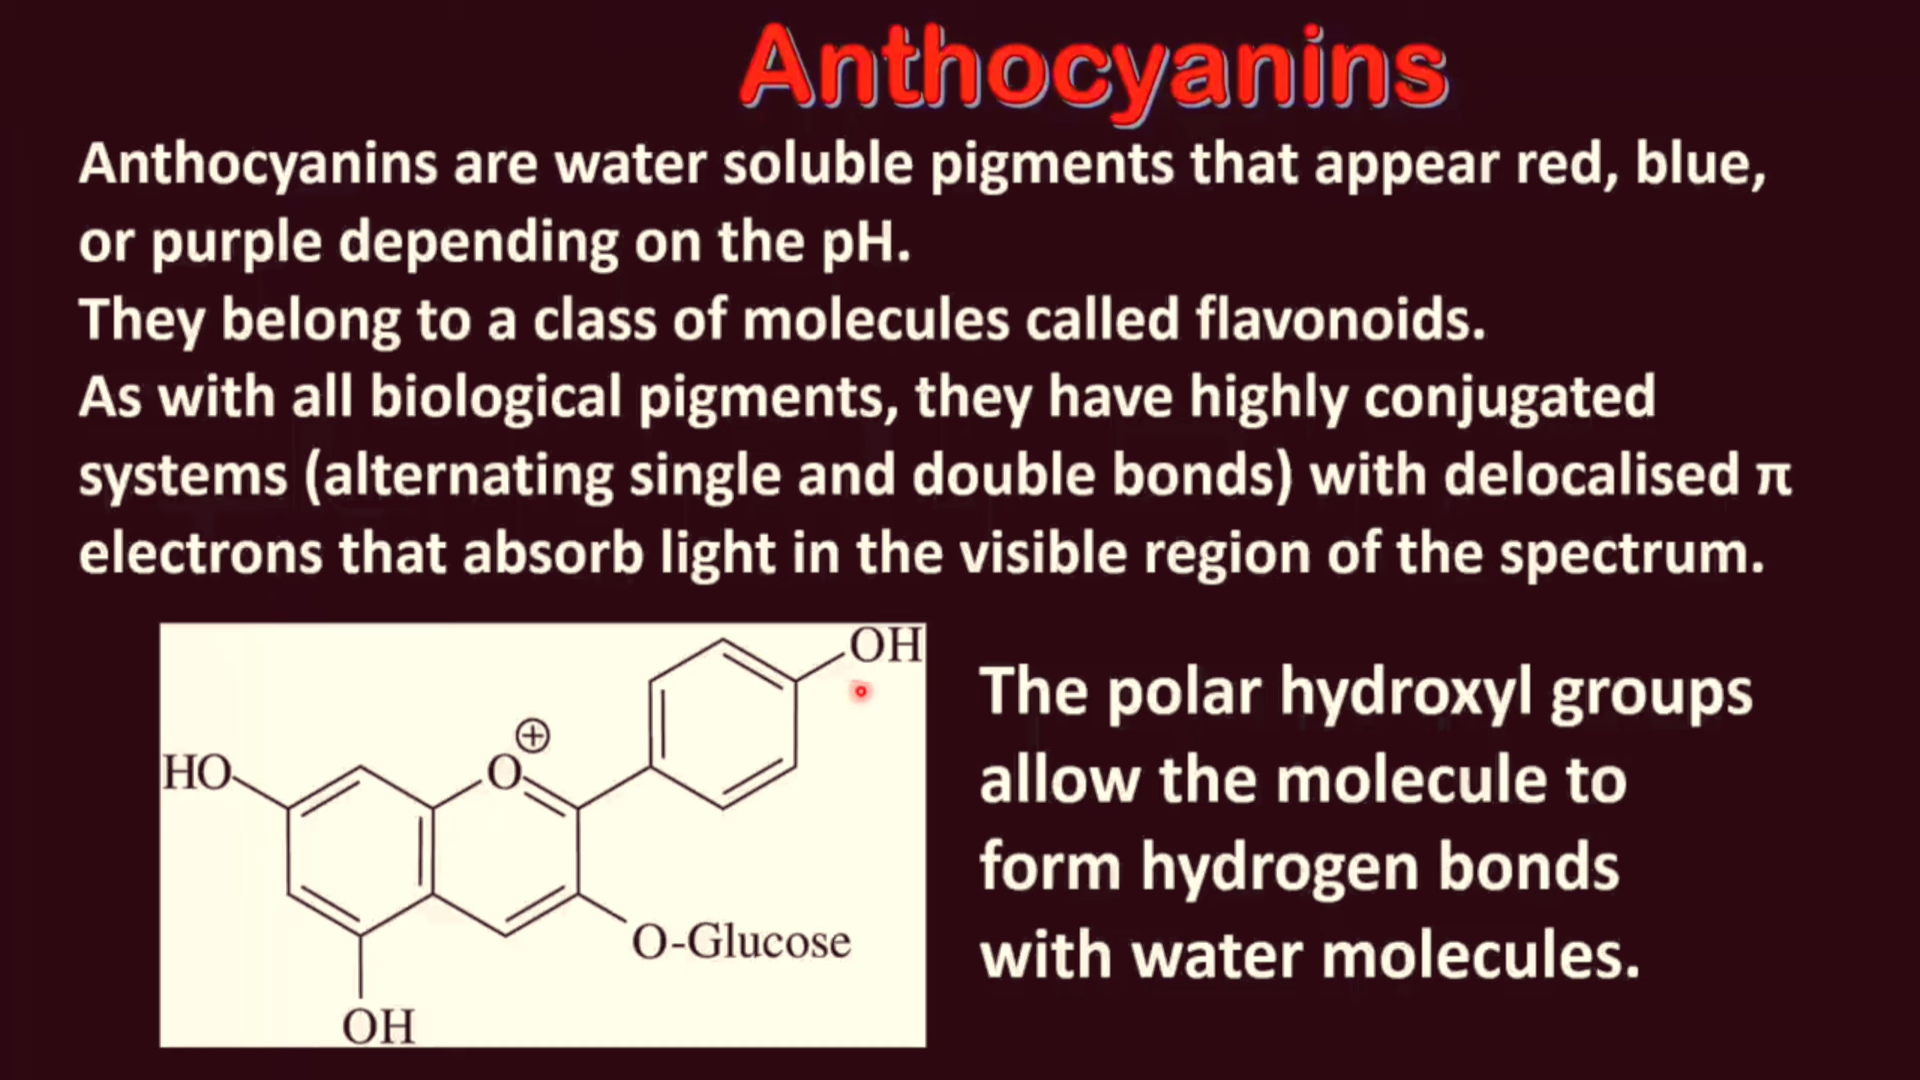 Anthocyanins
Anthocyanins are water soluble pigments that appear red, blue,
or purple depending on the pH.
They belong to a class of molecules called flavonoids.
As with all biological pigments, they have highly conjugated
systems (alternating single and double bonds) with delocalised π
electrons that absorb light in the visible region of the spectrum.
OH
HO
O
+
O-Glucose
OH
The polar hydroxyl groups
allow the molecule to
form hydrogen bonds
with water molecules.